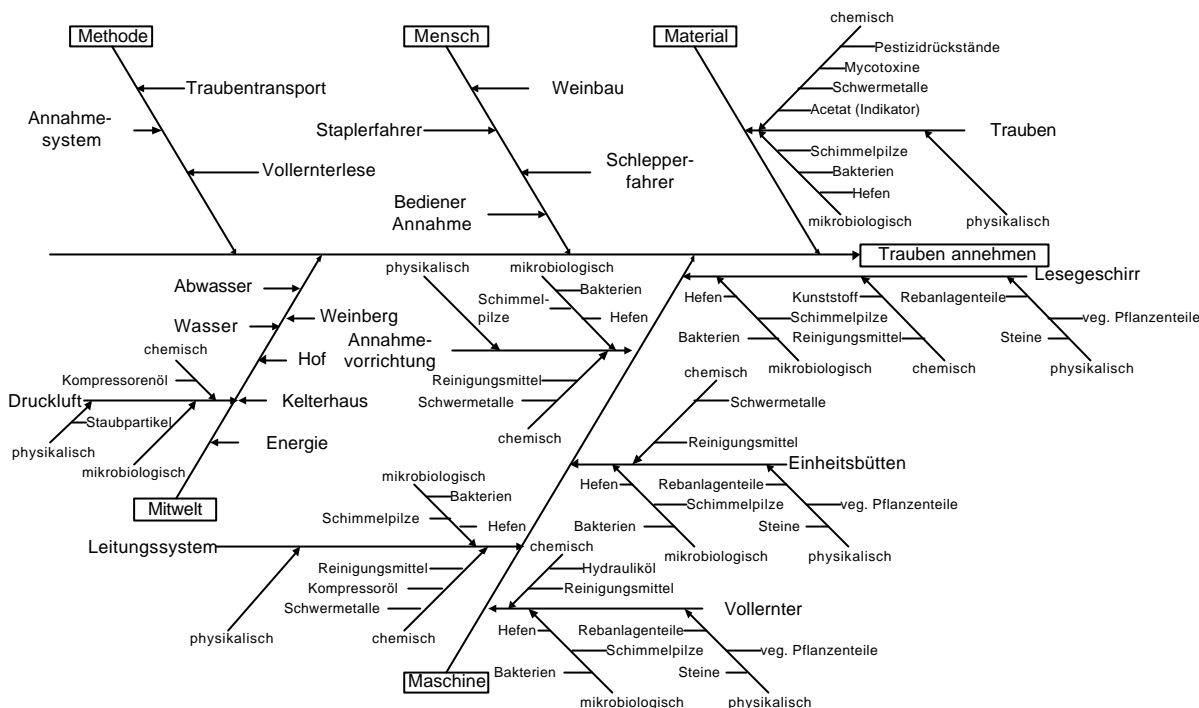 Methode
Mensch
Material
chemisch
Pestizidrückstände
Mycotoxine
Schwermetalle
Acetat (Indikator)
Trauben
Schimmelpilze
Bakterien
Hefen
mikrobiologisch
physikalisch
Traubentransport
Annahme-
system
Vollernterlese
Weinbau
Staplerfahrer
Schlepper-
fahrer
Bediener
Annahme
Trauben annehmen
Abwasser
Wasser
Weinberg
Hof
chemisch
Kompressorenöl
Druckluft
Staubpartikel
physikalisch
mikrobiologisch
Kelterhaus
Energie
Mitwelt
physikalisch
mikrobiologisch
Bakterien
Schimmel-
pilze
Hefen
Annahme-
vorrichtung
Reinigungsmittel
Schwermetalle
chemisch
Lesegeschirr
Hefen
Schimmelpilze
Bakterien
mikrobiologisch
Kunststoff
Reinigungsmittel
chemisch
Rebanlagenteile
veg. Pflanzenteile
Steine
physikalisch
chemisch
Schwermetalle
Reinigungsmittel
Einheitsbütten
Hefen
Schimmelpilze
Bakterien
mikrobiologisch
Rebanlagenteile
veg. Pflanzenteile
Steine
physikalisch
mikrobiologisch
Bakterien
Schimmelpilze
Hefen
Leitungssystem
physikalisch
Reinigungsmittel
Kompressoröl
Schwermetalle
chemisch
chemisch
Hydrauliköl
Reinigungsmittel
Vollernter
Hefen
Schimmelpilze
Bakterien
mikrobiologisch
Rebanlagenteile
veg. Pflanzenteile
Steine
physikalisch
Maschine